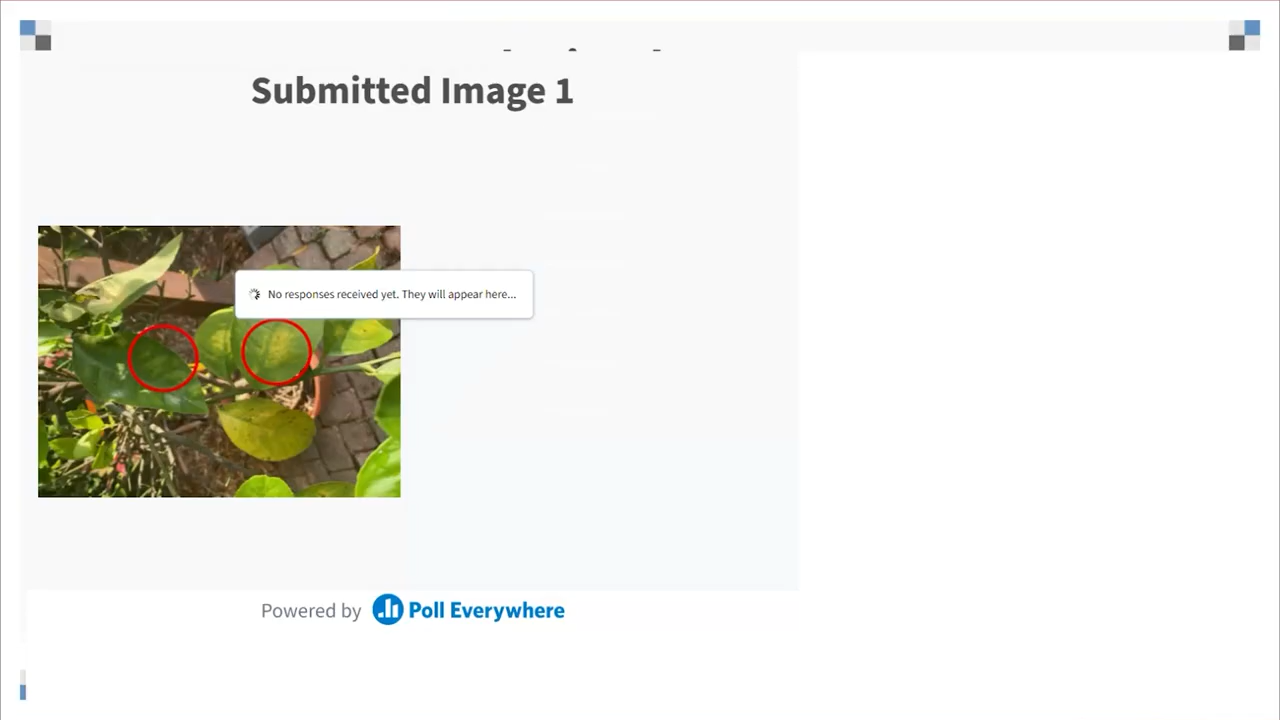 Submitted Image 1
No responses received yet. They will appear here...
Powered by Poll Everywhere